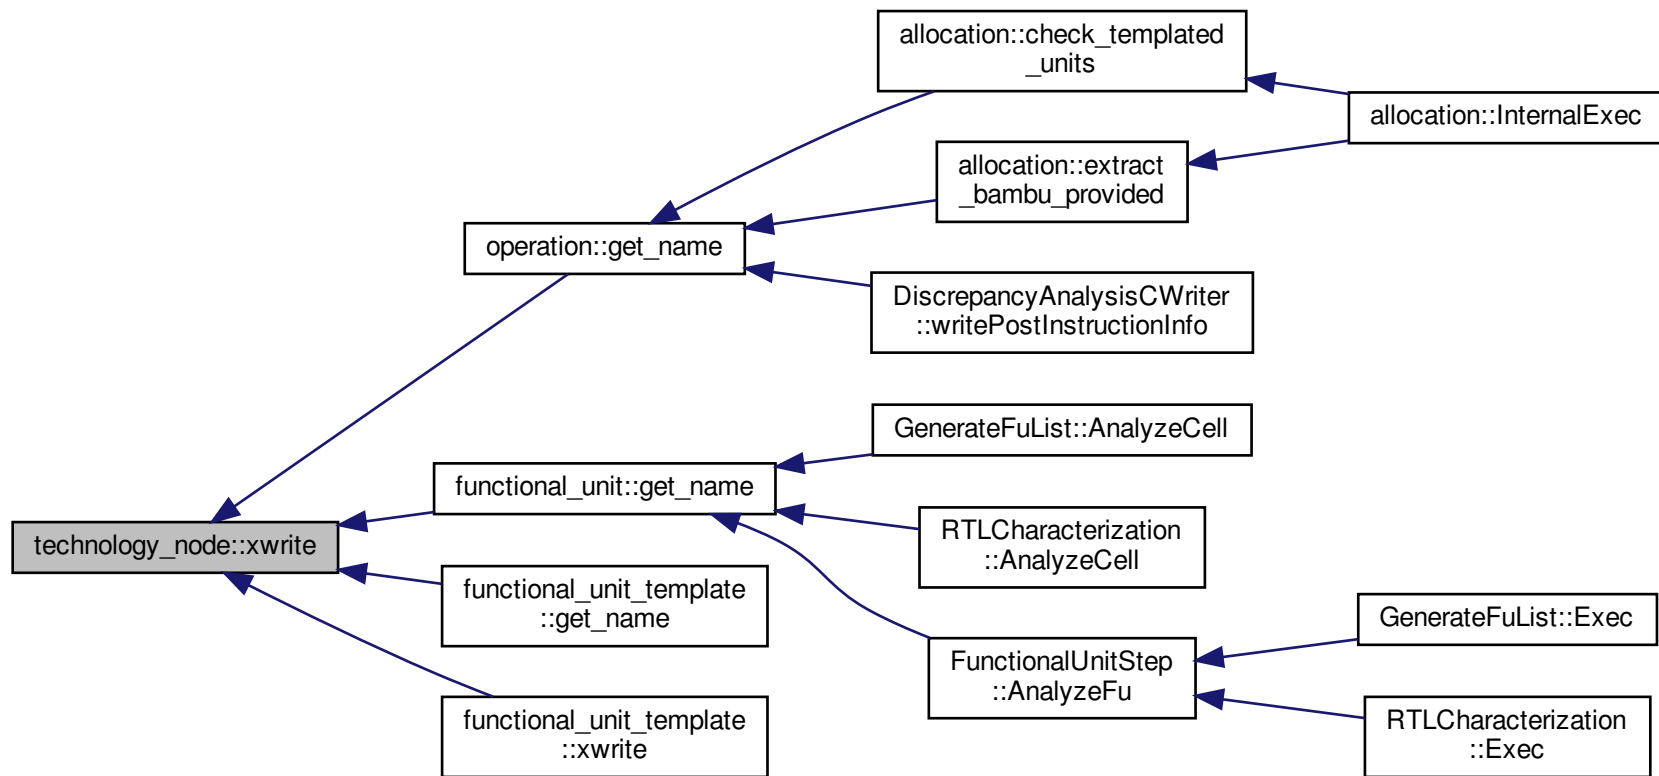 allocation::check_templated
_units
allocation::InternalExec
allocation::extract
_bambu_provided
operation::get_name
DiscrepancyAnalysisCWriter
::writePostInstructionInfo
GenerateFuList::AnalyzeCell
functional_unit::get_name
RTLCharacterization
::AnalyzeCell
technology_node::xwrite
functional_unit_template
::get_name
GenerateFuList::Exec
FunctionalUnitStep
::AnalyzeFu
functional_unit_template
::xwrite
RTLCharacterization
::Exec